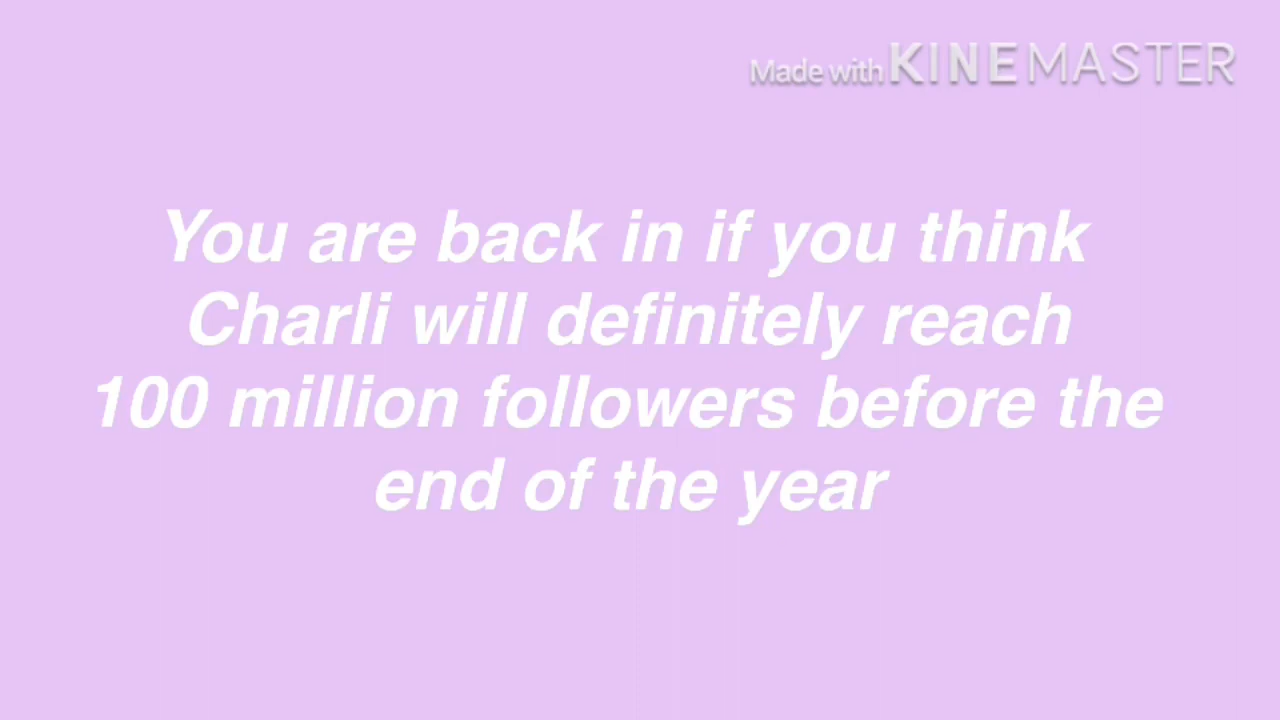 Made with KINEMASTER
You are back in if you think
Charli will definitely reach
100 million followers before the
end of the year